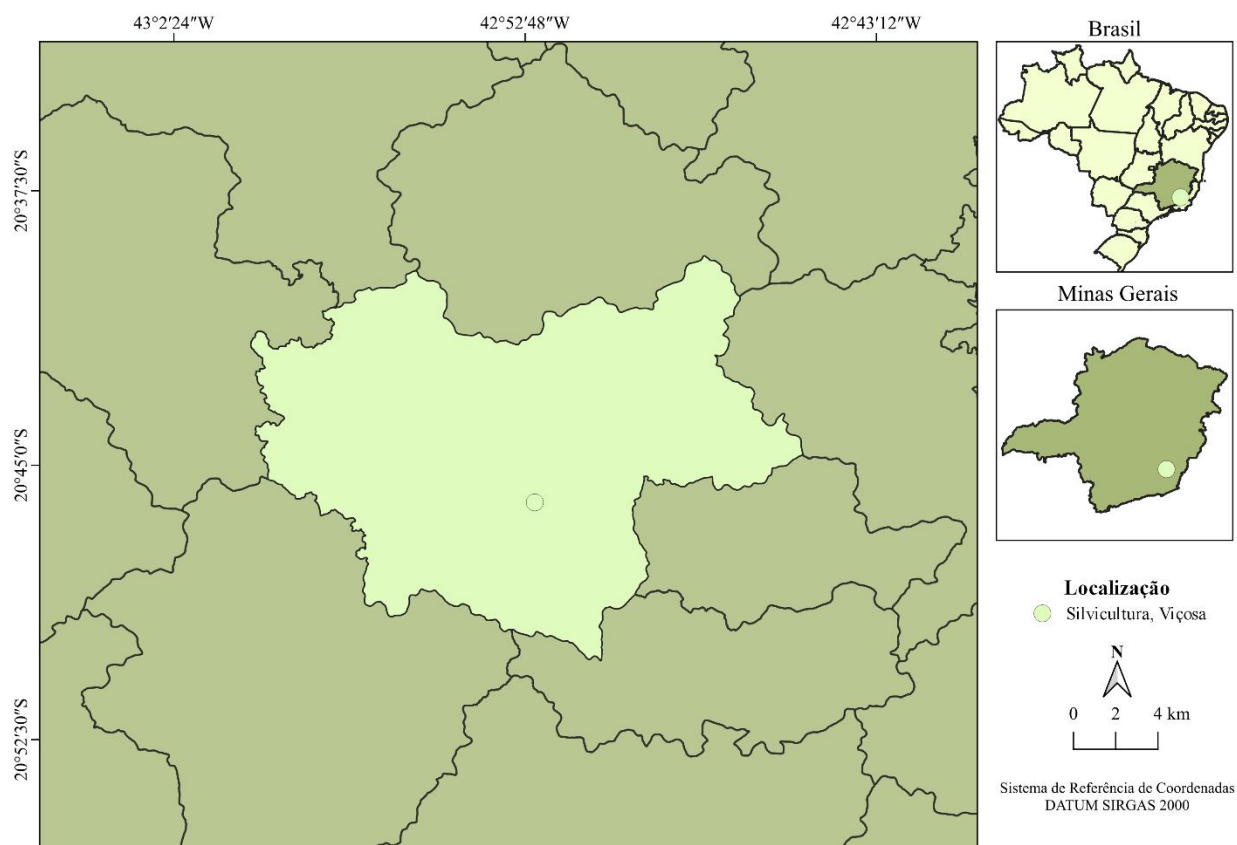 43°2'24"W
42°52'48"W
42°43'12"W
20°37'30"S
20°45'0"S
20°52'30"S
Brasil
Minas Gerais
Localização
Silvicultura, Viçosa
N
0 2 4 km
Sistema de Referência de Coordenadas
DATUM SIRGAS 2000